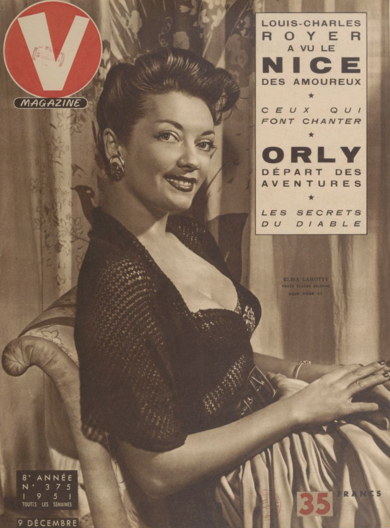 V
MAGAZINE
LOUIS-CHARLES
ROYER
A VU LE
NICE
DES AMOUREUX
CEUX QUI
FONT CHANTER
ORLY
DÉPART DES
AVENTURES
LES SECRETS
DU DIABLE
8e ANNÉE
N° 375
1951
TOUTES LES SEMAINES
9 DÉCEMBRE
35 FRANCS